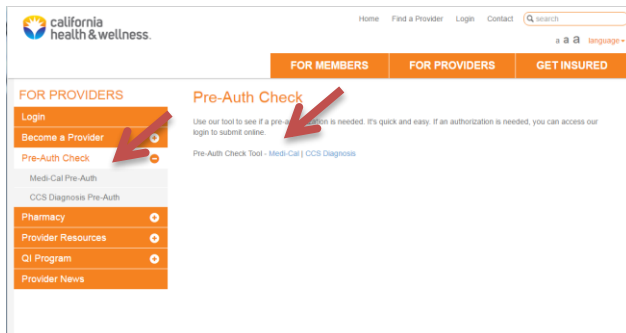 california
health & wellness.
Home Find a Provider Login Contact search
a a a language
FOR MEMBERS FOR PROVIDERS GET INSURED
FOR PROVIDERS
Login
Become a Provider
Pre-Auth Check
Medi-Cal Pre-Auth
CCS Diagnosis Pre-Auth
Pharmacy
Provider Resources
QI Program
Provider News
Pre-Auth Check
Use our tool to see if a pre-authorization is needed. It's quick and easy. If an authorization is needed, you can access our
login to submit online.
Pre-Auth Check Tool - Medi-Cal | CCS Diagnosis